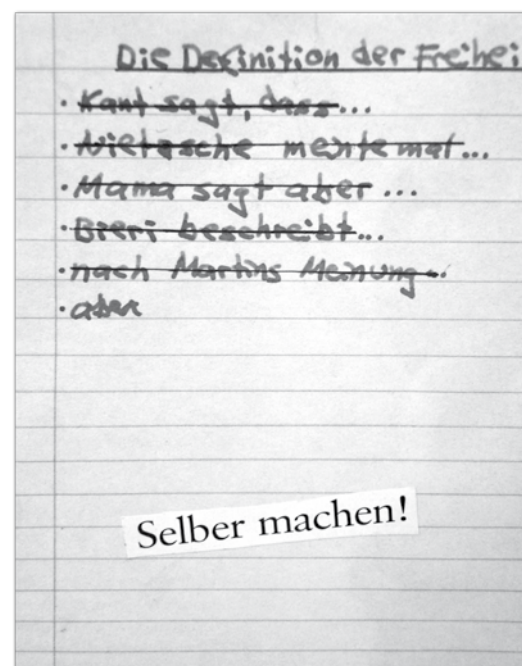 Die Definition der Freihei
· Kant sagt, dass...
· Nietzsche meinte mal...
· Mama sagt aber ...
· Bieri beschreibt...
· nach Martins Meinung...
· aber
Selber machen!